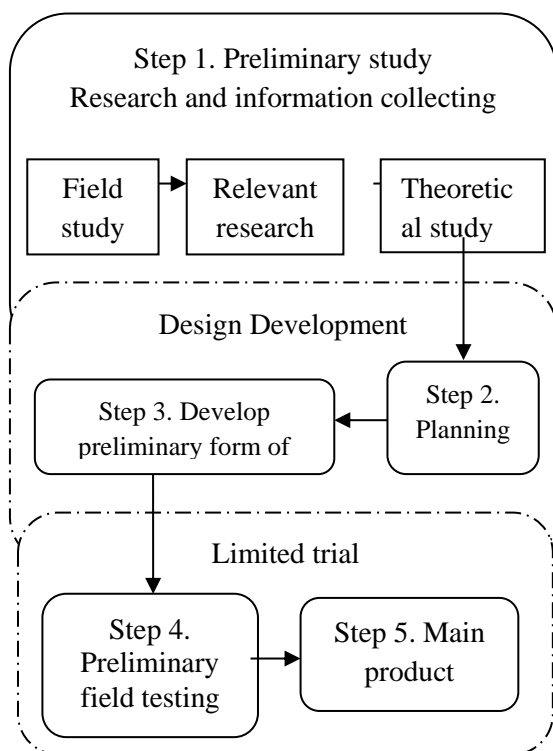 Step 1. Preliminary study
Research and information collecting
Field
study
Relevant
research
Theoretic
al study
Design Development
Step 2.
Planning
Step 3. Develop
preliminary form of
Limited trial
Step 4.
Preliminary
field testing
Step 5. Main
product